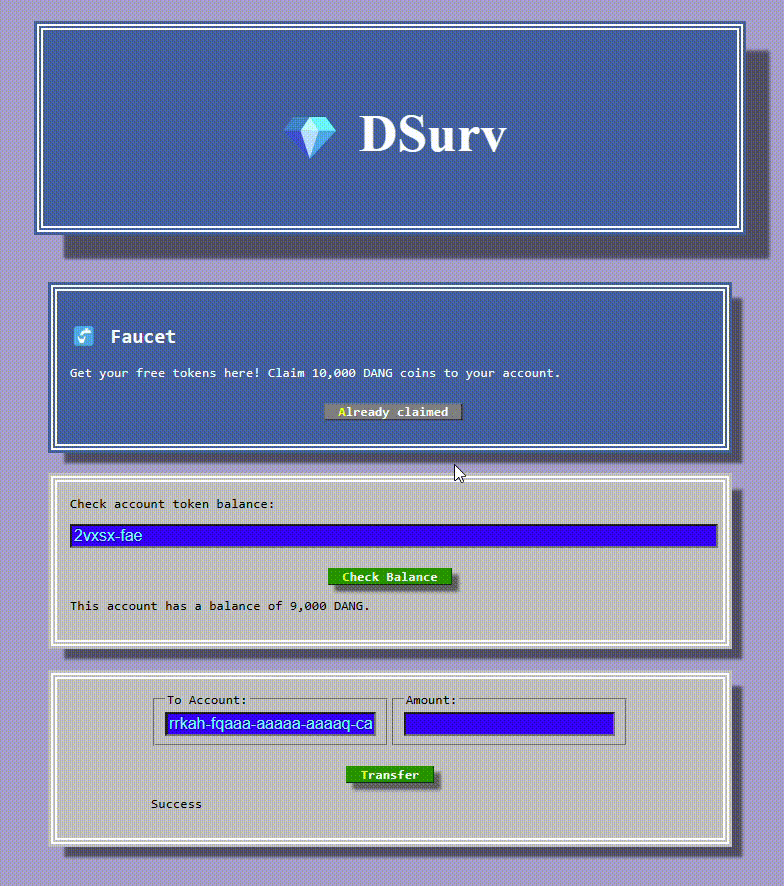 DSurv
Faucet
Get your free tokens here! Claim 10,000 DANG coins to your account.
Already claimed
Check account token balance:
2vxsx-fae
Check Balance
This account has a balance of 9,000 DANG.
To Account: Amount:
rrkah-fqaaa-aaaaa-aaaaq-ca
Transfer
Success